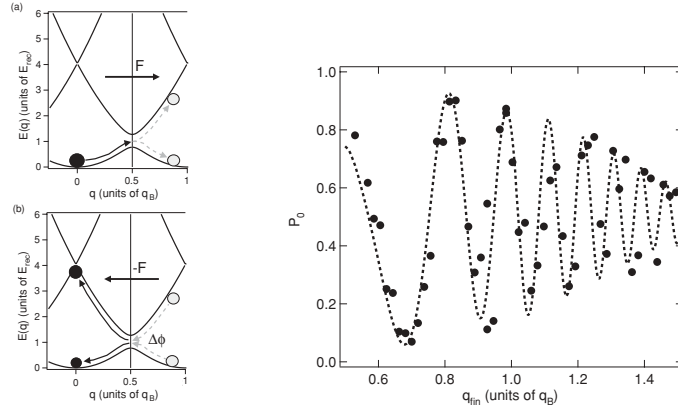 (a)
6
5
4
3
2
1
0
E(q) (units of E_rec)
F
0
0.5
1
q (units of q_B)
(b)
6
5
4
3
2
1
0
E(q) (units of E_rec)
-F
Δϕ
0
0.5
1
q (units of q_B)
1.0
0.8
0.6
0.4
0.2
0.0
P_0
0.6
0.8
1.0
1.2
1.4
q_fin (units of q_B)